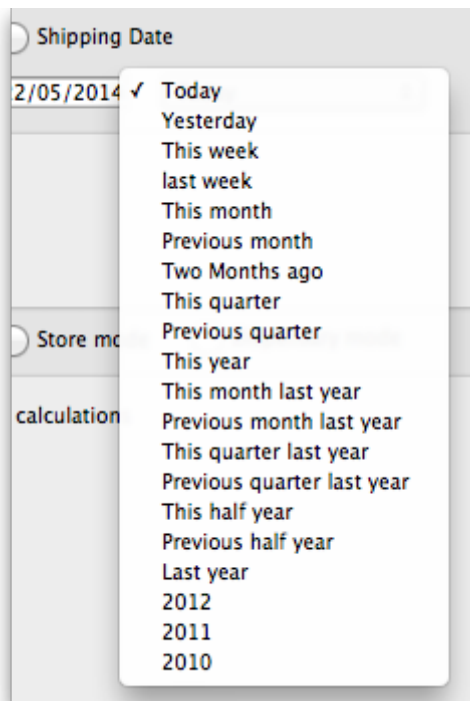 Shipping Date
2/05/2014 ✓ Today
Yesterday
This week
last week
This month
Previous month
Two Months ago
This quarter
Store mo Previous quarter
This year
This month last year
calculation Previous month last year
This quarter last year
Previous quarter last year
This half year
Previous half year
Last year
2012
2011
2010